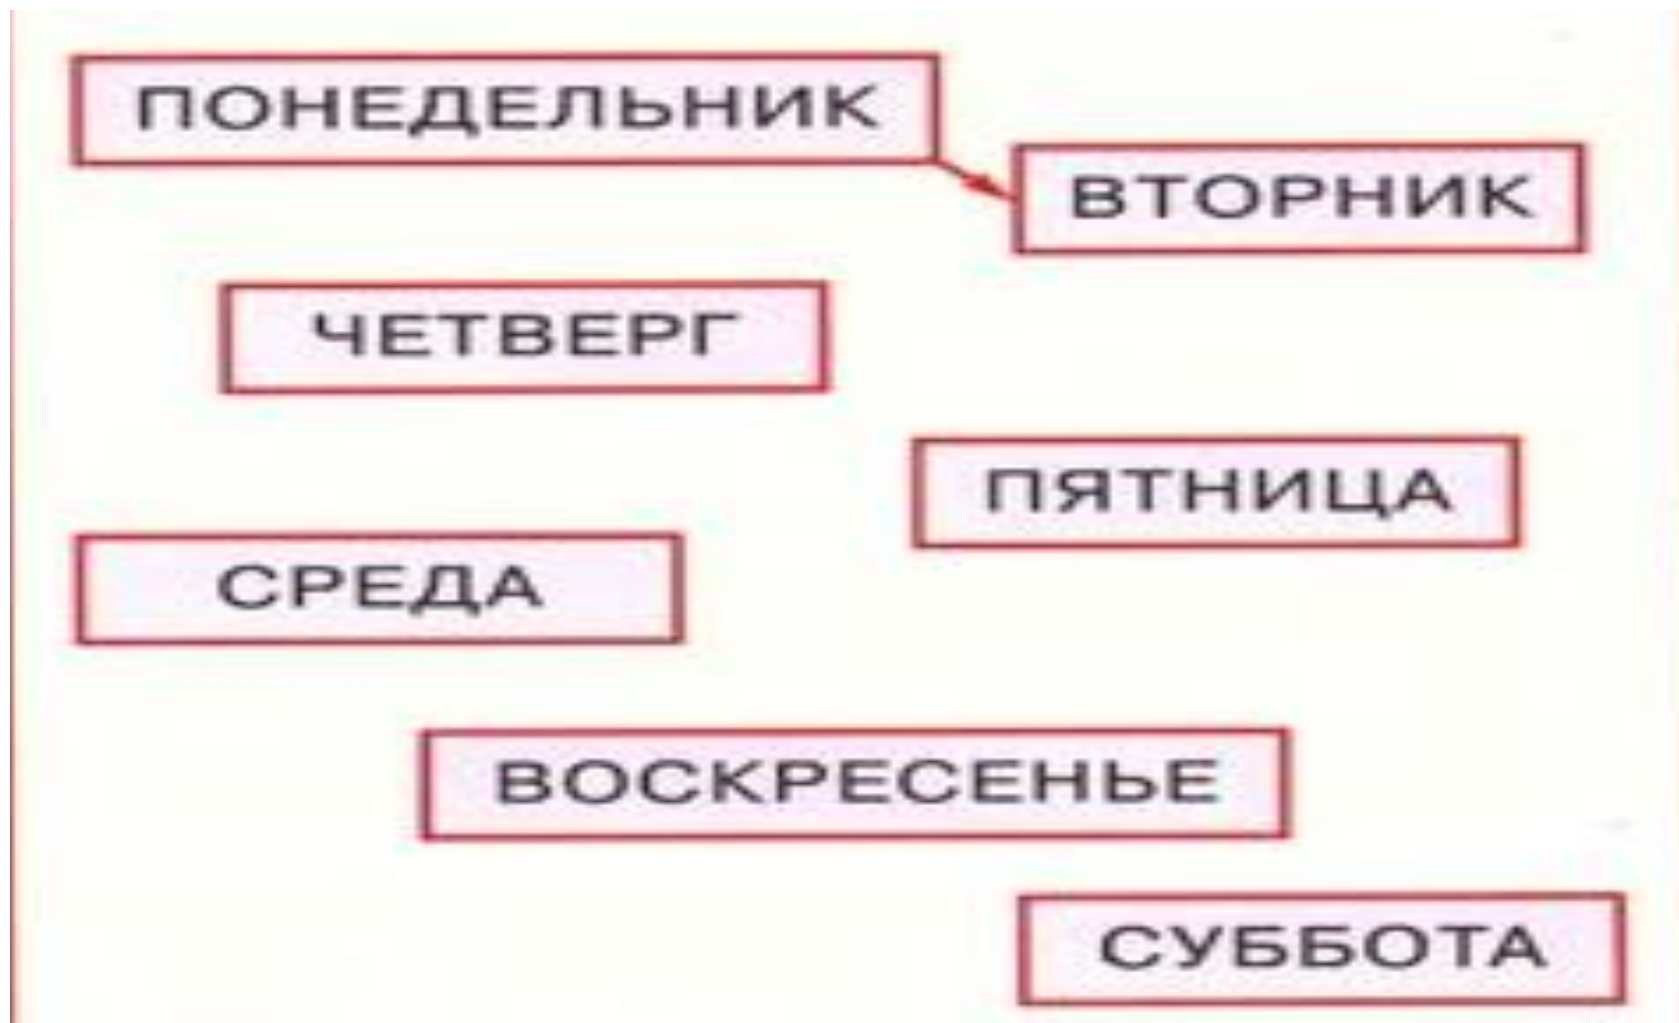 ПОНЕДЕЛЬНИК
ВТОРНИК
ЧЕТВЕРГ
ПЯТНИЦА
СРЕДА
ВОСКРЕСЕНЬЕ
СУББОТА